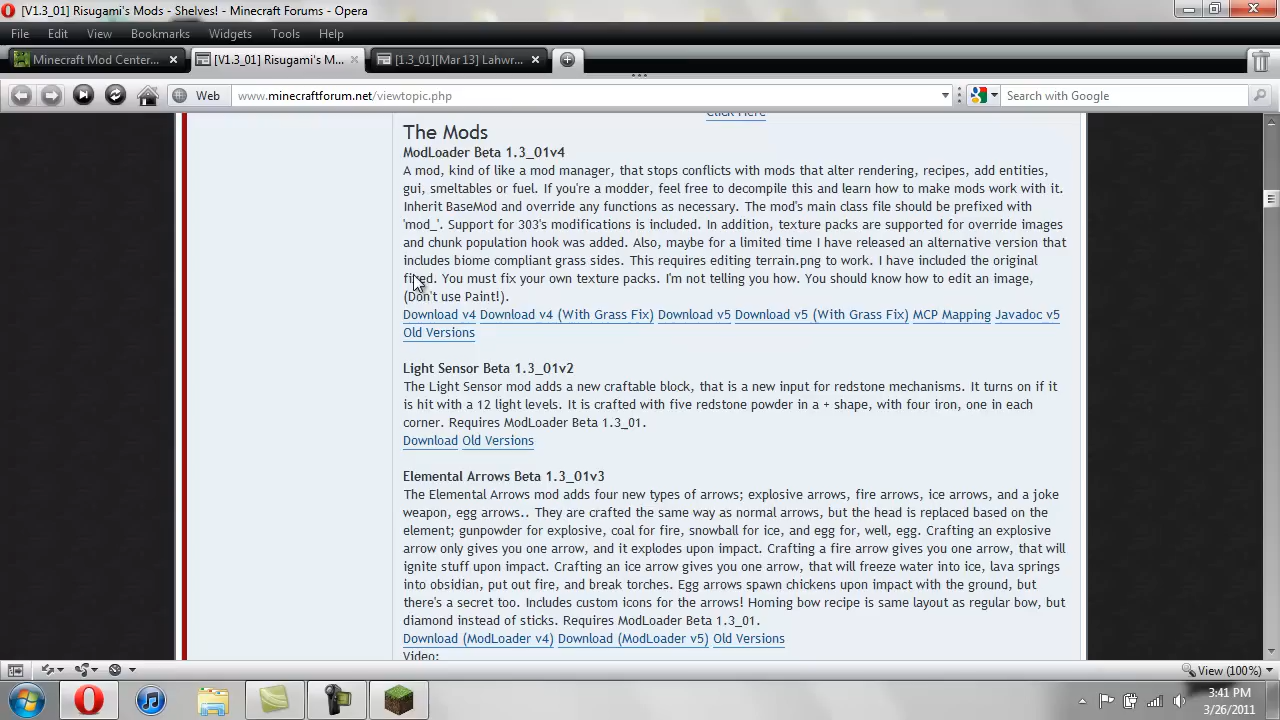 [V1.3_01] Risugami's Mods - Shelves! - Minecraft Forums - Opera
File Edit View Bookmarks Widgets Tools Help
Minecraft Mod Center... [V1.3_01] Risugami's M... [1.3_01][Mar 13] Lahwr...
Web www.minecraftforum.net/viewtopic.php Search with Google
Click Here
The Mods
ModLoader Beta 1.3_01v4
A mod, kind of like a mod manager, that stops conflicts with mods that alter rendering, recipes, add entities,
gui, smeltables or fuel. If you're a modder, feel free to decompile this and learn how to make mods work with it.
Inherit BaseMod and override any functions as necessary. The mod's main class file should be prefixed with
'mod_'. Support for 303's modifications is included. In addition, texture packs are supported for override images
and chunk population hook was added. Also, maybe for a limited time I have released an alternative version that
includes biome compliant grass sides. This requires editing terrain.png to work. I have included the original
fixed. You must fix your own texture packs. I'm not telling you how. You should know how to edit an image,
(Don't use Paint!).
Download v4 Download v4 (With Grass Fix) Download v5 Download v5 (With Grass Fix) MCP Mapping Javadoc v5
Old Versions
Light Sensor Beta 1.3_01v2
The Light Sensor mod adds a new craftable block, that is a new input for redstone mechanisms. It turns on if it
is hit with a 12 light levels. It is crafted with five redstone powder in a + shape, with four iron, one in each
corner. Requires ModLoader Beta 1.3_01.
Download Old Versions
Elemental Arrows Beta 1.3_01v3
The Elemental Arrows mod adds four new types of arrows; explosive arrows, fire arrows, ice arrows, and a joke
weapon, egg arrows.. They are crafted the same way as normal arrows, but the head is replaced based on the
element; gunpowder for explosive, coal for fire, snowball for ice, and egg for, well, egg. Crafting an explosive
arrow only gives you one arrow, and it explodes upon impact. Crafting a fire arrow gives you one arrow, that will
ignite stuff upon impact. Crafting an ice arrow gives you one arrow, that will freeze water into ice, lava springs
into obsidian, put out fire, and break torches. Egg arrows spawn chickens upon impact with the ground, but
there's a secret too. Includes custom icons for the arrows! Homing bow recipe is same layout as regular bow, but
diamond instead of sticks. Requires ModLoader Beta 1.3_01.
Download (ModLoader v4) Download (ModLoader v5) Old Versions
Video:
View (100%)
3:41 PM
3/26/2011